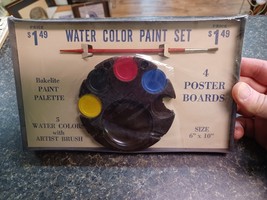 PRICE
$1.49
WATER COLOR PAINT SET
PRICE
$1.49
Bakelite
PAINT
PALETTE
3
WATER COLORS
with
ARTIST BRUSH
4
POSTER
BOARDS
SIZE
6" x 10"